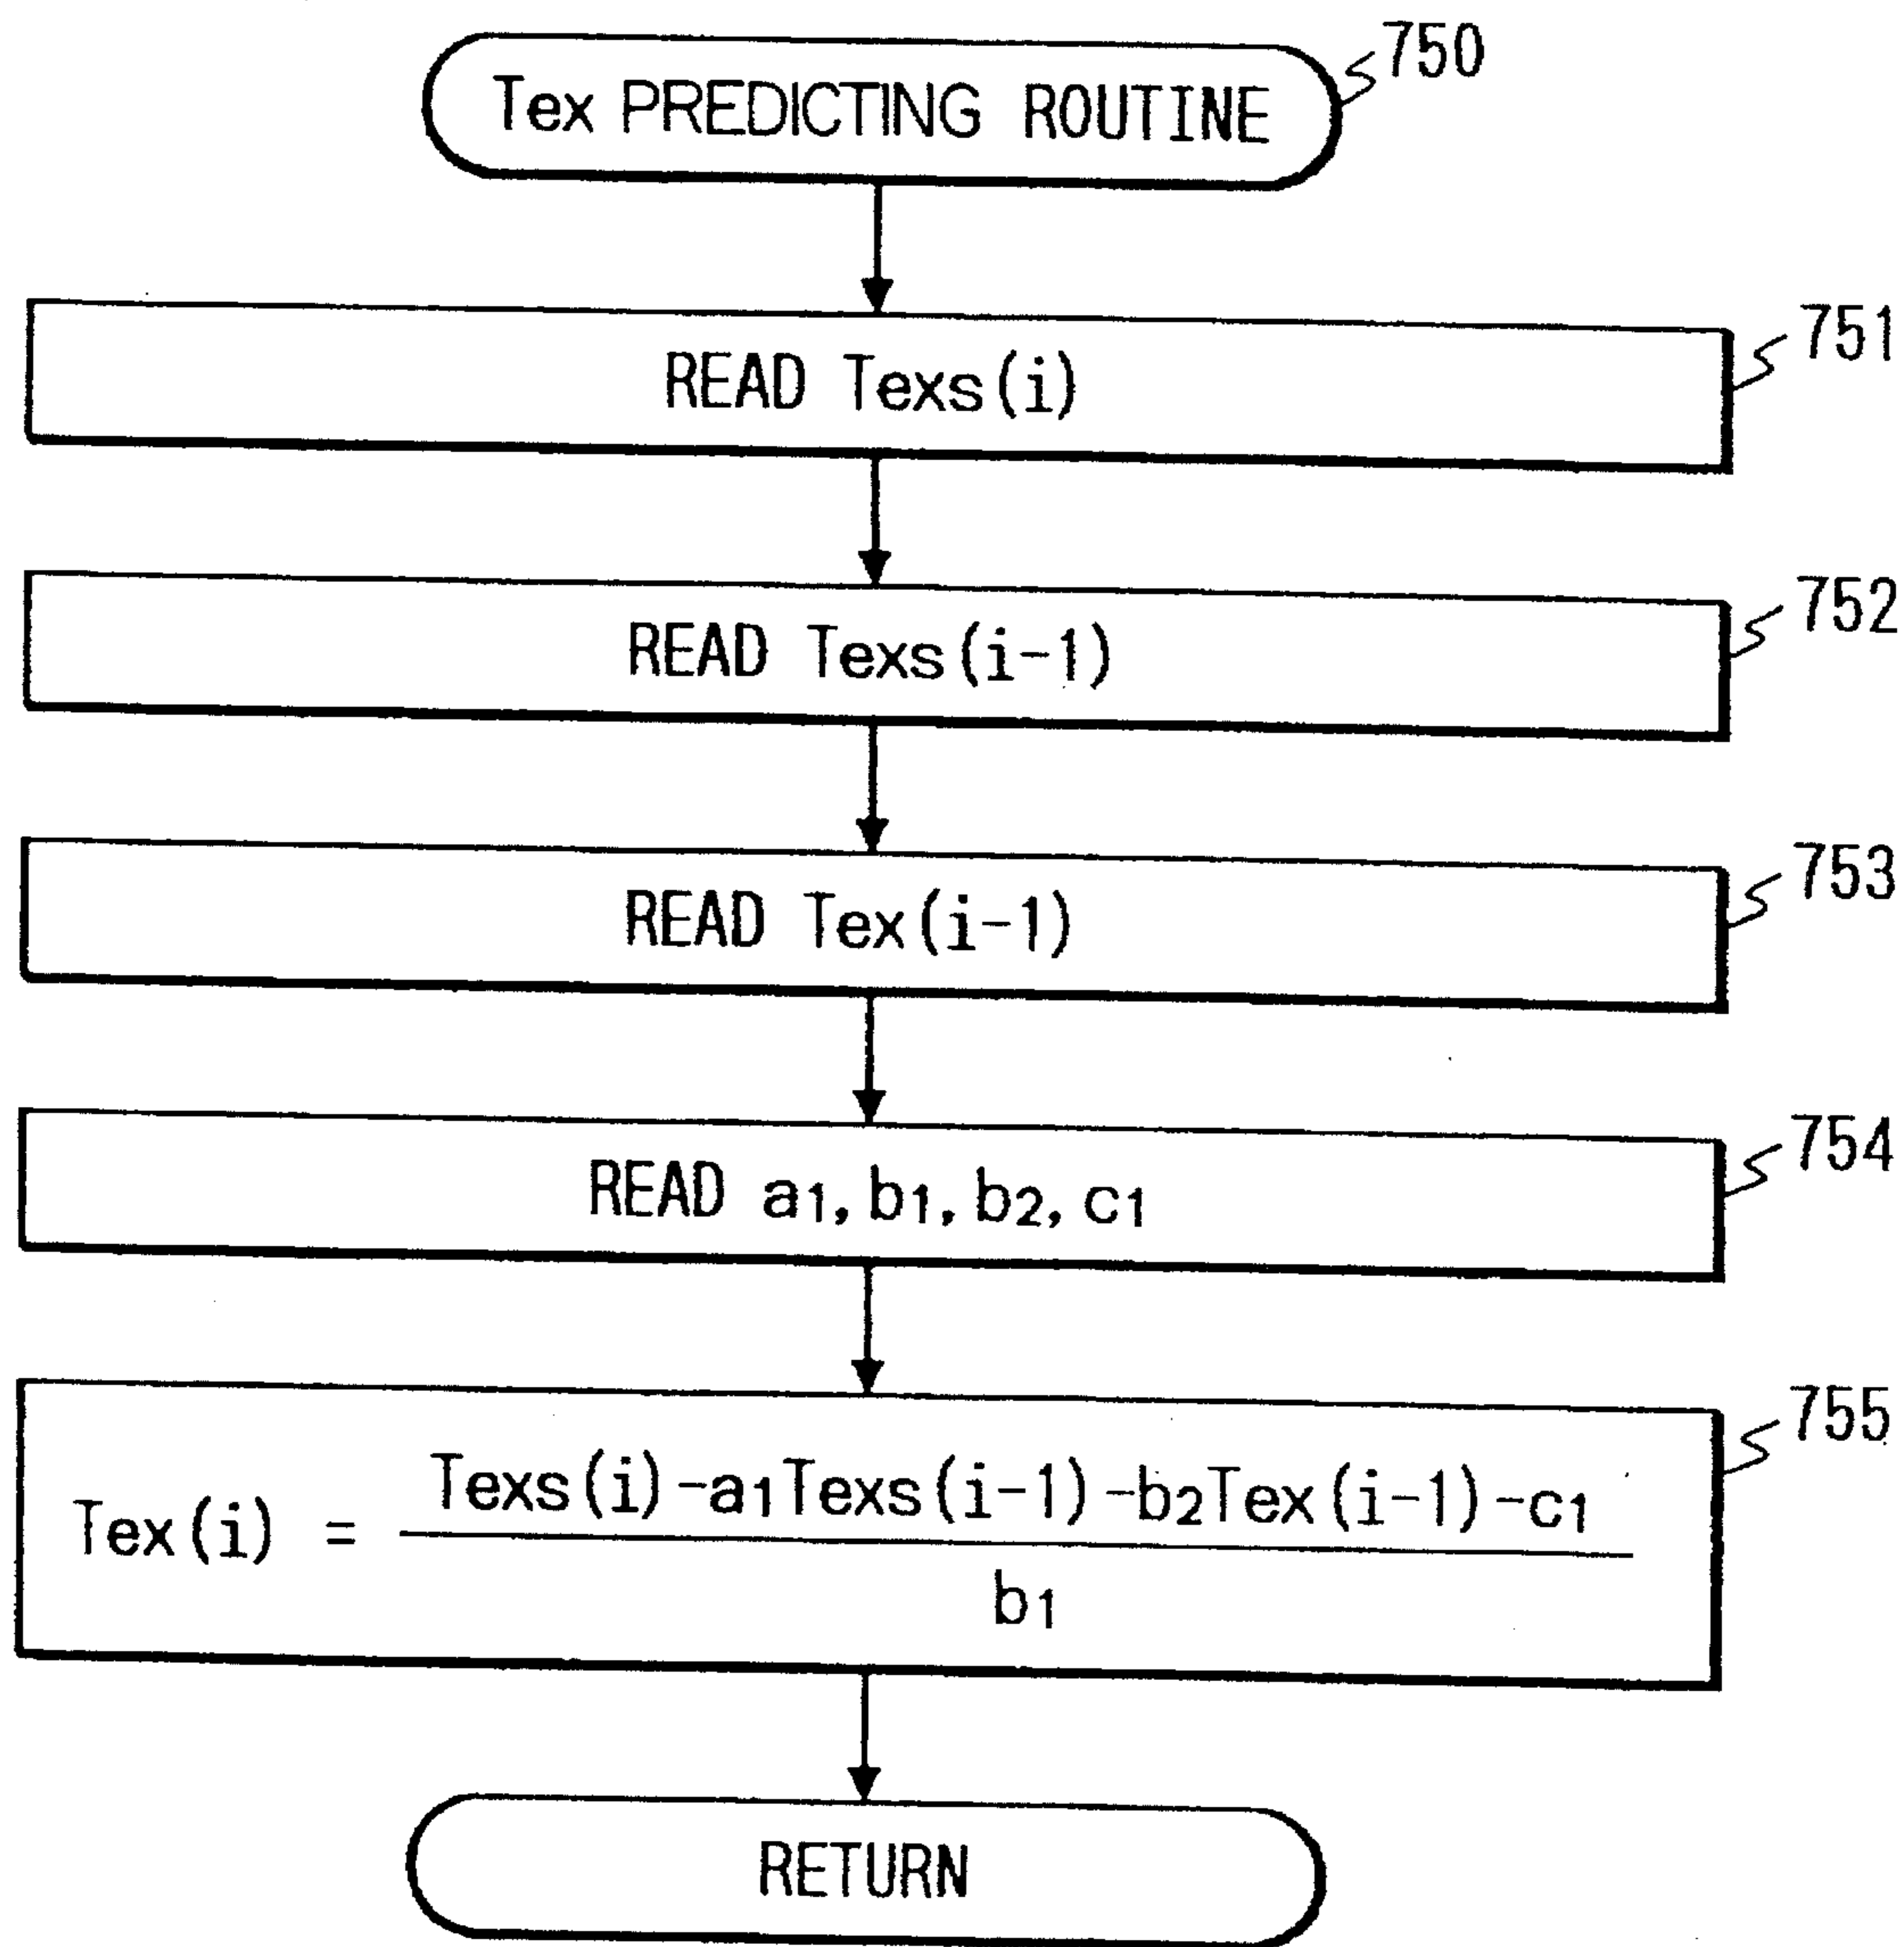 Tex PREDICTING ROUTINE
750
READ Texs(i)
751
READ Texs(i-1)
752
READ Tex(i-1)
753
READ a1, b1, b2, c1
754
Tex(i) = Texs(i)-a1Texs(i-1)-b2Tex(i-1)-c1
b1
755
RETURN